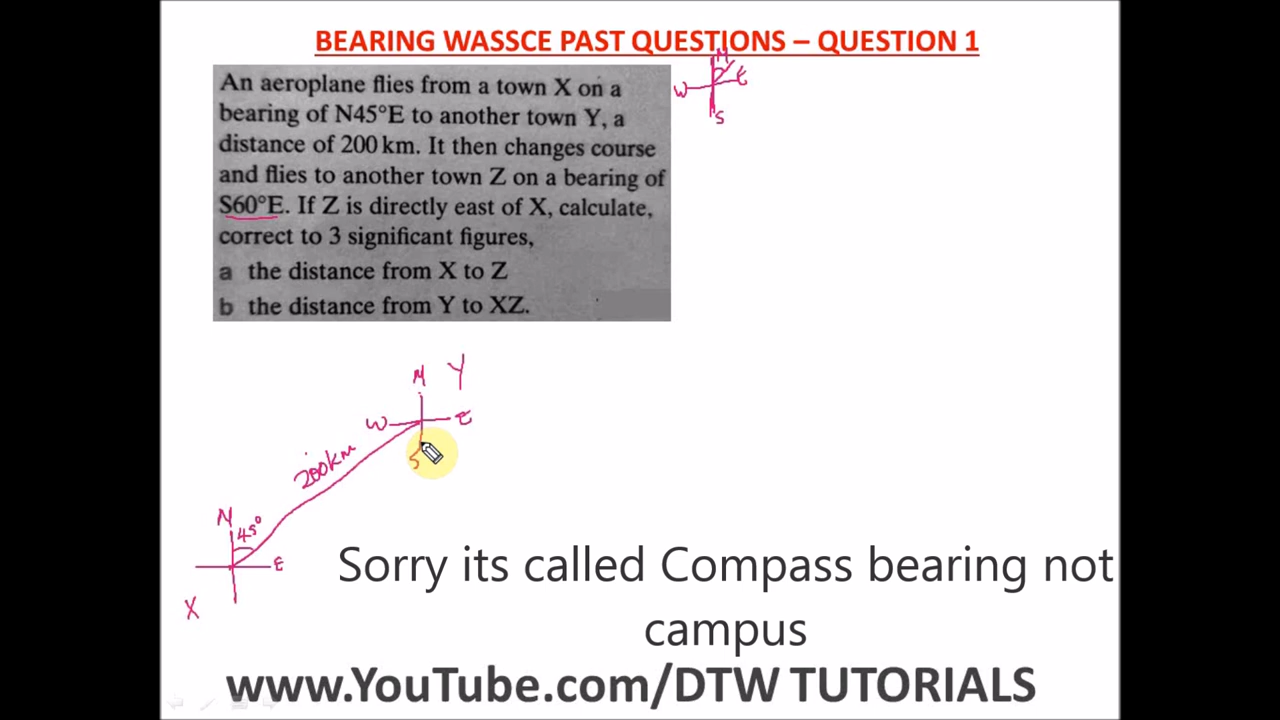 BEARING WASSCE PAST QUESTIONS – QUESTION 1
An aeroplane flies from a town X on a
bearing of N45°E to another town Y, a
distance of 200 km. It then changes course
and flies to another town Z on a bearing of
S60°E. If Z is directly east of X, calculate,
correct to 3 significant figures,
a the distance from X to Z
b the distance from Y to XZ.
N
W E
S
N Y
W E
S
200km
N
45°
E
X
Sorry its called Compass bearing not
campus
www.YouTube.com/DTW TUTORIALS